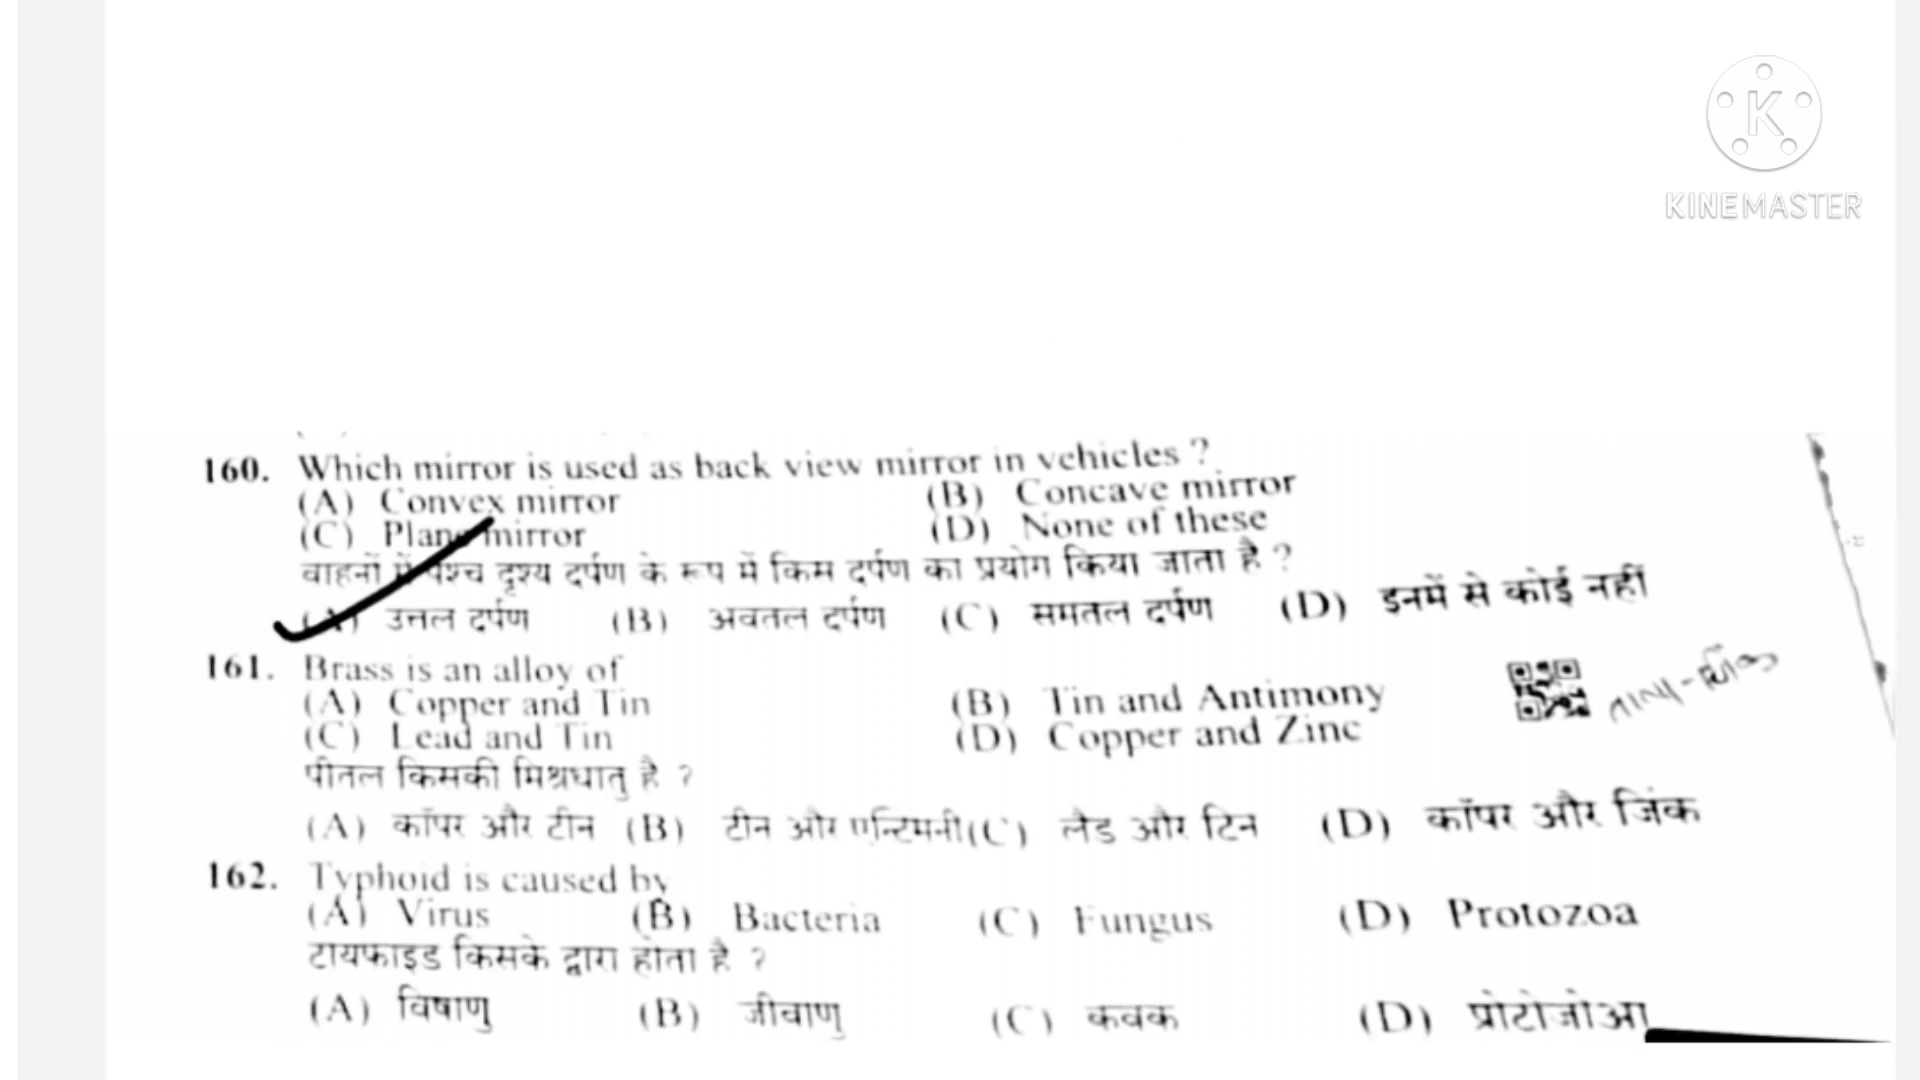 K
KINEMASTER
160. Which mirror is used as back view mirror in vehicles ?
(A) Convex mirror (B) Concave mirror
(C) Plane mirror (D) None of these
वाहनों में पश्च दृश्य दर्पण के रूप में किस दर्पण का प्रयोग किया जाता है ?
(A) उत्तल दर्पण (B) अवतल दर्पण (C) समतल दर्पण (D) इनमें से कोई नहीं
161. Brass is an alloy of
(A) Copper and Tin (B) Tin and Antimony
(C) Lead and Tin (D) Copper and Zinc
पीतल किसकी मिश्रधातु है ?
(A) कॉपर और टीन (B) टीन और एन्टिमनी (C) लैड और टिन (D) कॉपर और जिंक
162. Typhoid is caused by
(A) Virus (B) Bacteria (C) Fungus (D) Protozoa
टायफाइड किसके द्वारा होता है ?
(A) विषाणु (B) जीवाणु (C) कवक (D) प्रोटोजोआ